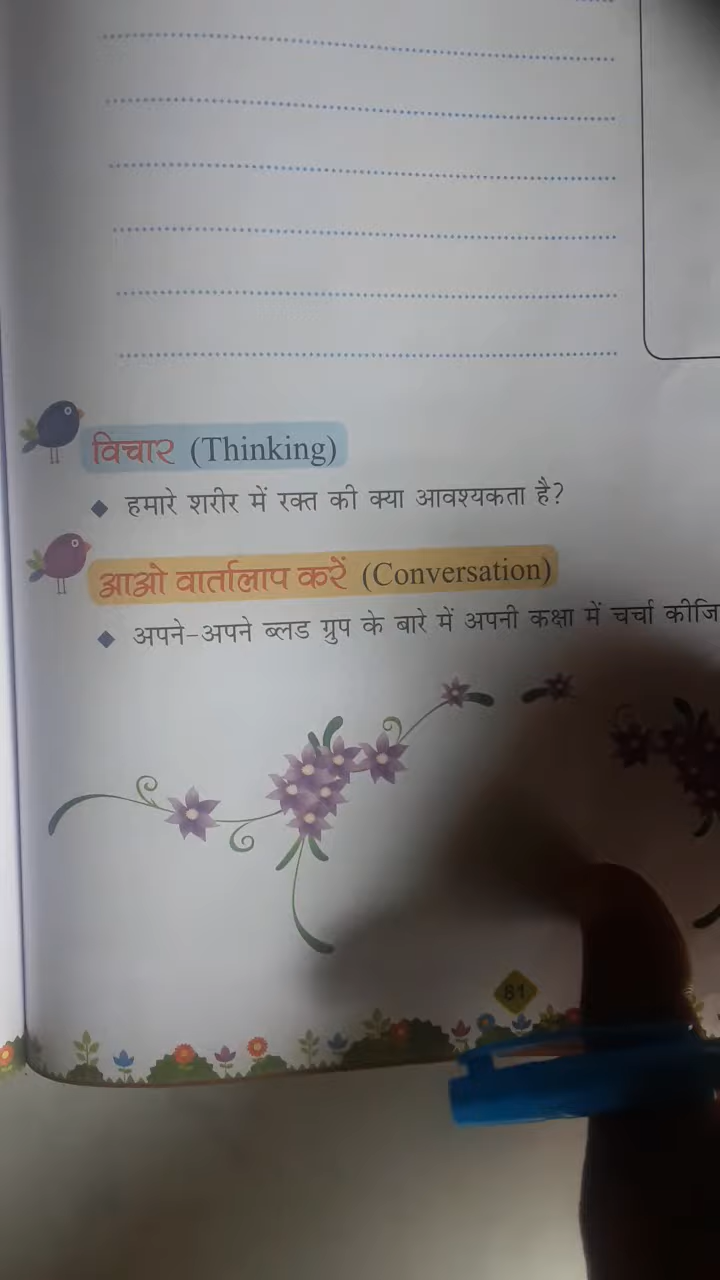 विचार (Thinking)
◆ हमारे शरीर में रक्त की क्या आवश्यकता है?
आओ वार्तालाप करें (Conversation)
◆ अपने-अपने ब्लड ग्रुप के बारे में अपनी कक्षा में चर्चा
81